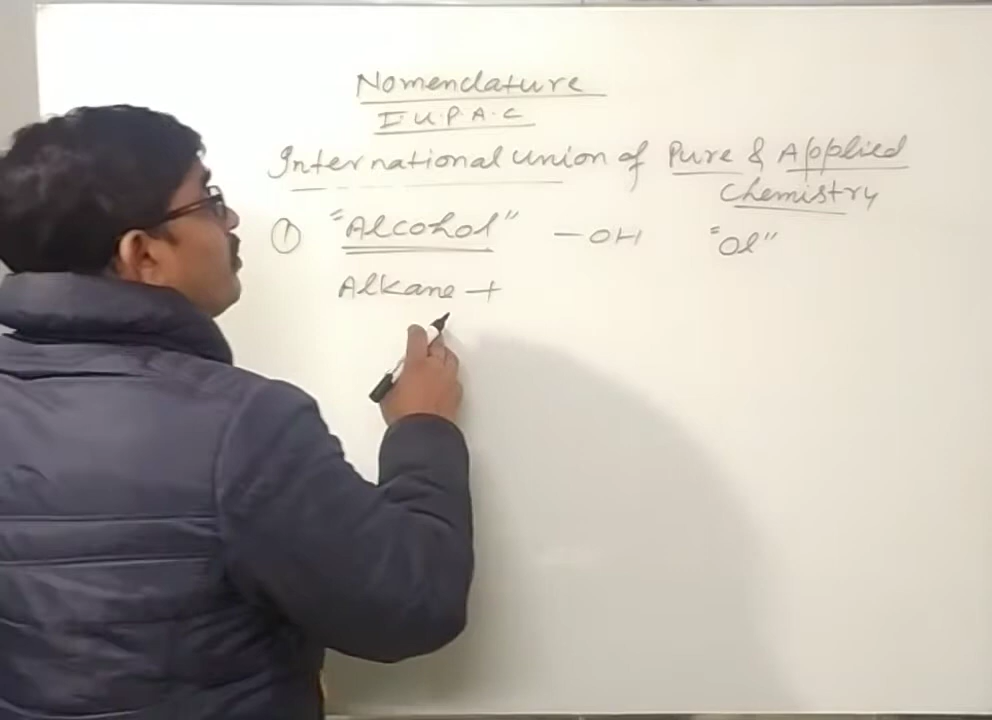 Nomenclature
I.U.P.A.C
International Union of Pure & Applied
Chemistry
① "Alcohol" -OH "Ol"
Alkane +